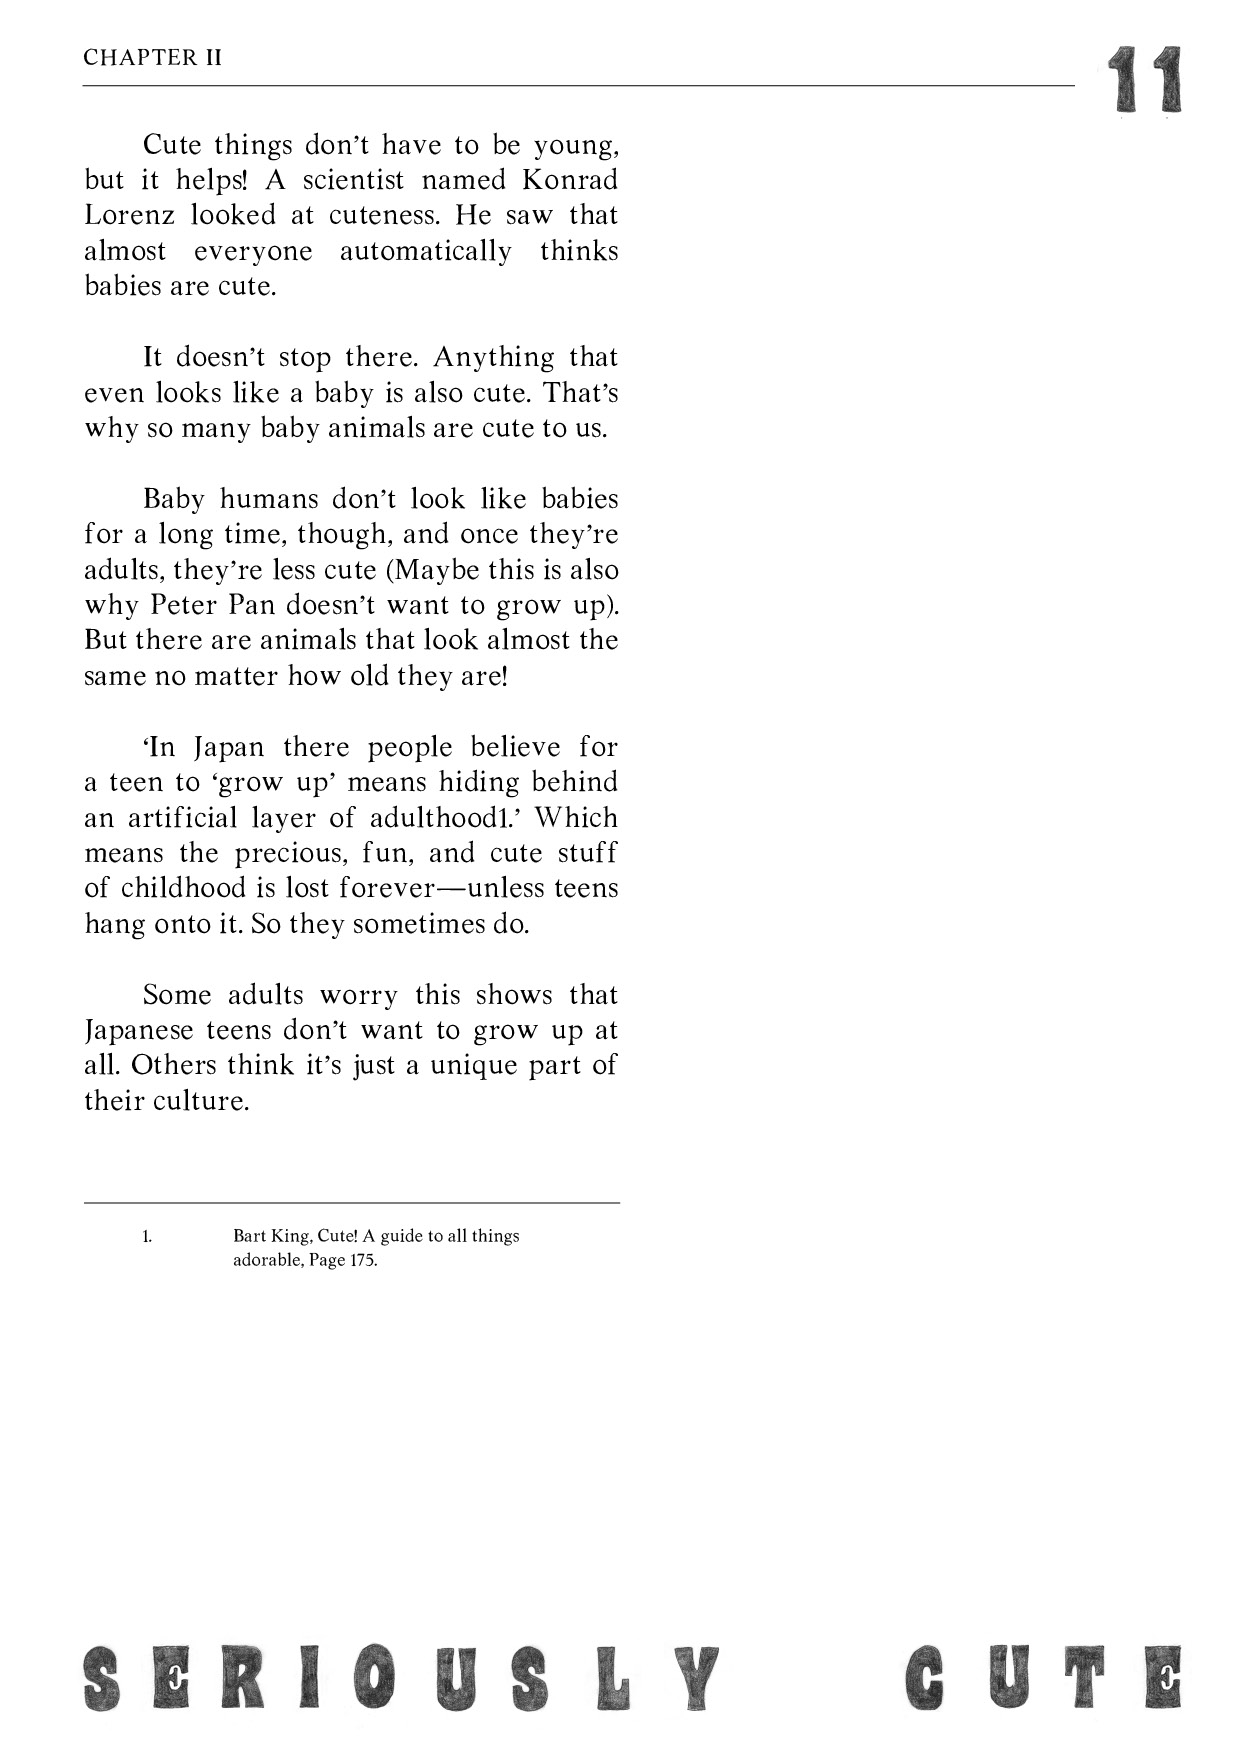 CHAPTER II
11
Cute things don’t have to be young,
but it helps! A scientist named Konrad
Lorenz looked at cuteness. He saw that
almost everyone automatically thinks
babies are cute.
It doesn’t stop there. Anything that
even looks like a baby is also cute. That’s
why so many baby animals are cute to us.
Baby humans don’t look like babies
for a long time, though, and once they’re
adults, they’re less cute (Maybe this is also
why Peter Pan doesn’t want to grow up).
But there are animals that look almost the
same no matter how old they are!
‘In Japan there people believe for
a teen to ‘grow up’ means hiding behind
an artificial layer of adulthood1.’ Which
means the precious, fun, and cute stuff
of childhood is lost forever—unless teens
hang onto it. So they sometimes do.
Some adults worry this shows that
Japanese teens don’t want to grow up at
all. Others think it’s just a unique part of
their culture.
1. Bart King, Cute! A guide to all things
adorable, Page 175.
SERIOUSLY CUTE